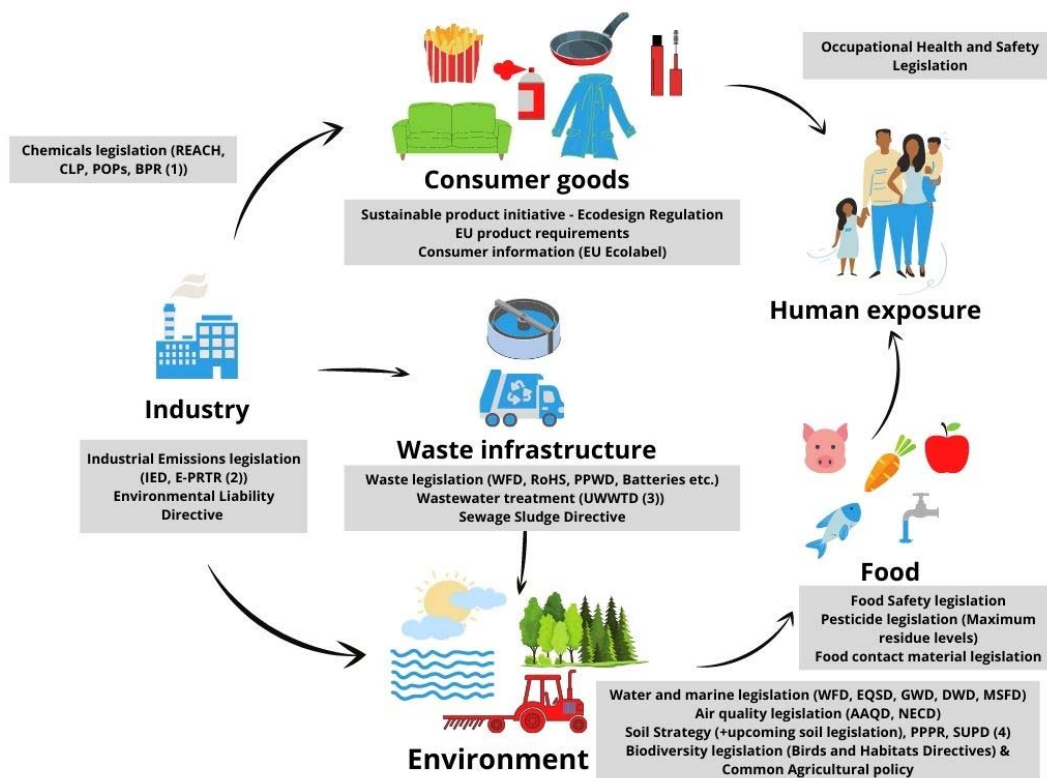 Occupational Health and Safety
Legislation
Chemicals legislation (REACH,
CLP, POPs, BPR (1))
Consumer goods
Sustainable product initiative - Ecodesign Regulation
EU product requirements
Consumer information (EU Ecolabel)
Human exposure
Industry
Industrial Emissions legislation
(IED, E-PRTR (2))
Environmental Liability
Directive
Waste infrastructure
Waste legislation (WFD, RoHS, PPWD, Batteries etc.)
Wastewater treatment (UWWTD (3))
Sewage Sludge Directive
Food
Food Safety legislation
Pesticide legislation (Maximum
residue levels)
Food contact material legislation
Environment
Water and marine legislation (WFD, EQSD, GWD, DWD, MSFD)
Air quality legislation (AAQD, NECD)
Soil Strategy (+upcoming soil legislation), PPPR, SUPD (4)
Biodiversity legislation (Birds and Habitats Directives) &
Common Agricultural policy